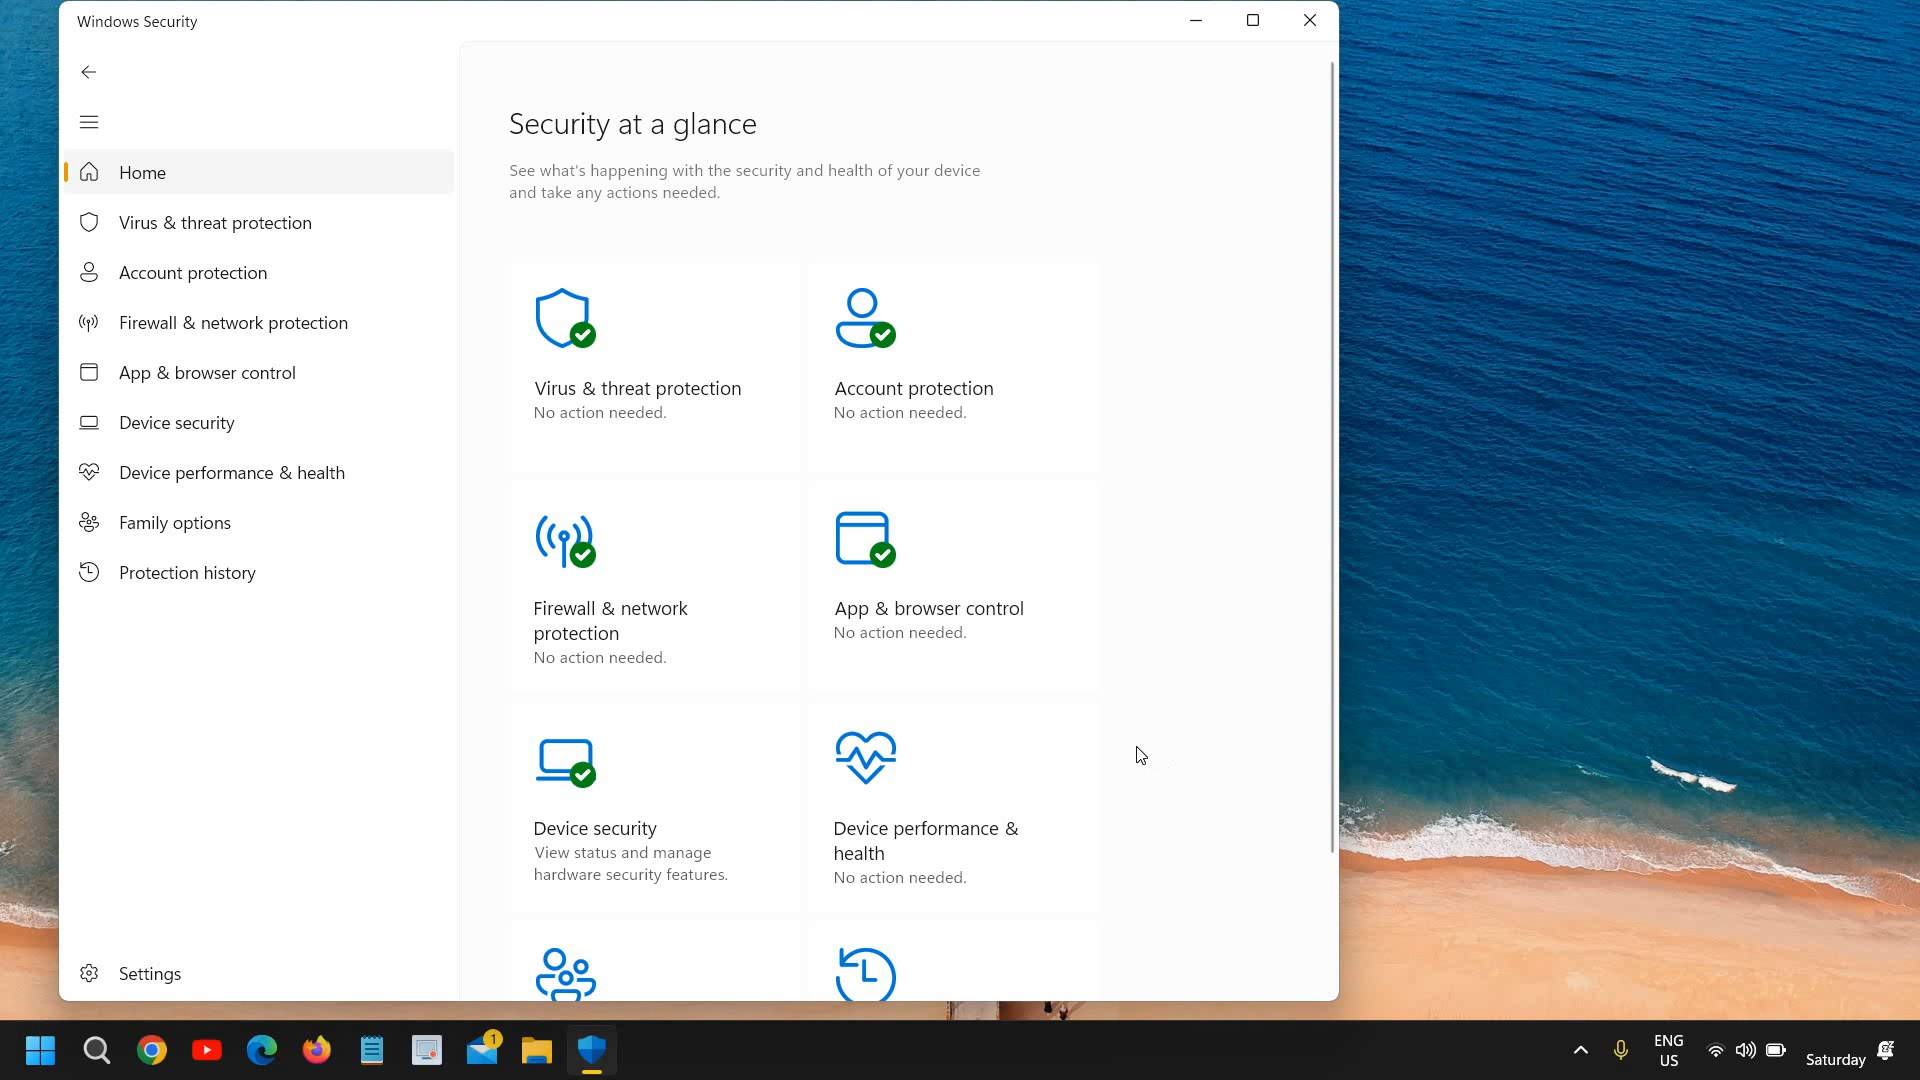 Windows Security
Home
Virus & threat protection
Account protection
Firewall & network protection
App & browser control
Device security
Device performance & health
Family options
Protection history
Settings
Security at a glance
See what's happening with the security and health of your device
and take any actions needed.
Virus & threat protection
No action needed.
Account protection
No action needed.
Firewall & network
protection
No action needed.
App & browser control
No action needed.
Device security
View status and manage
hardware security features.
Device performance &
health
No action needed.
1
ENG
US
Saturday